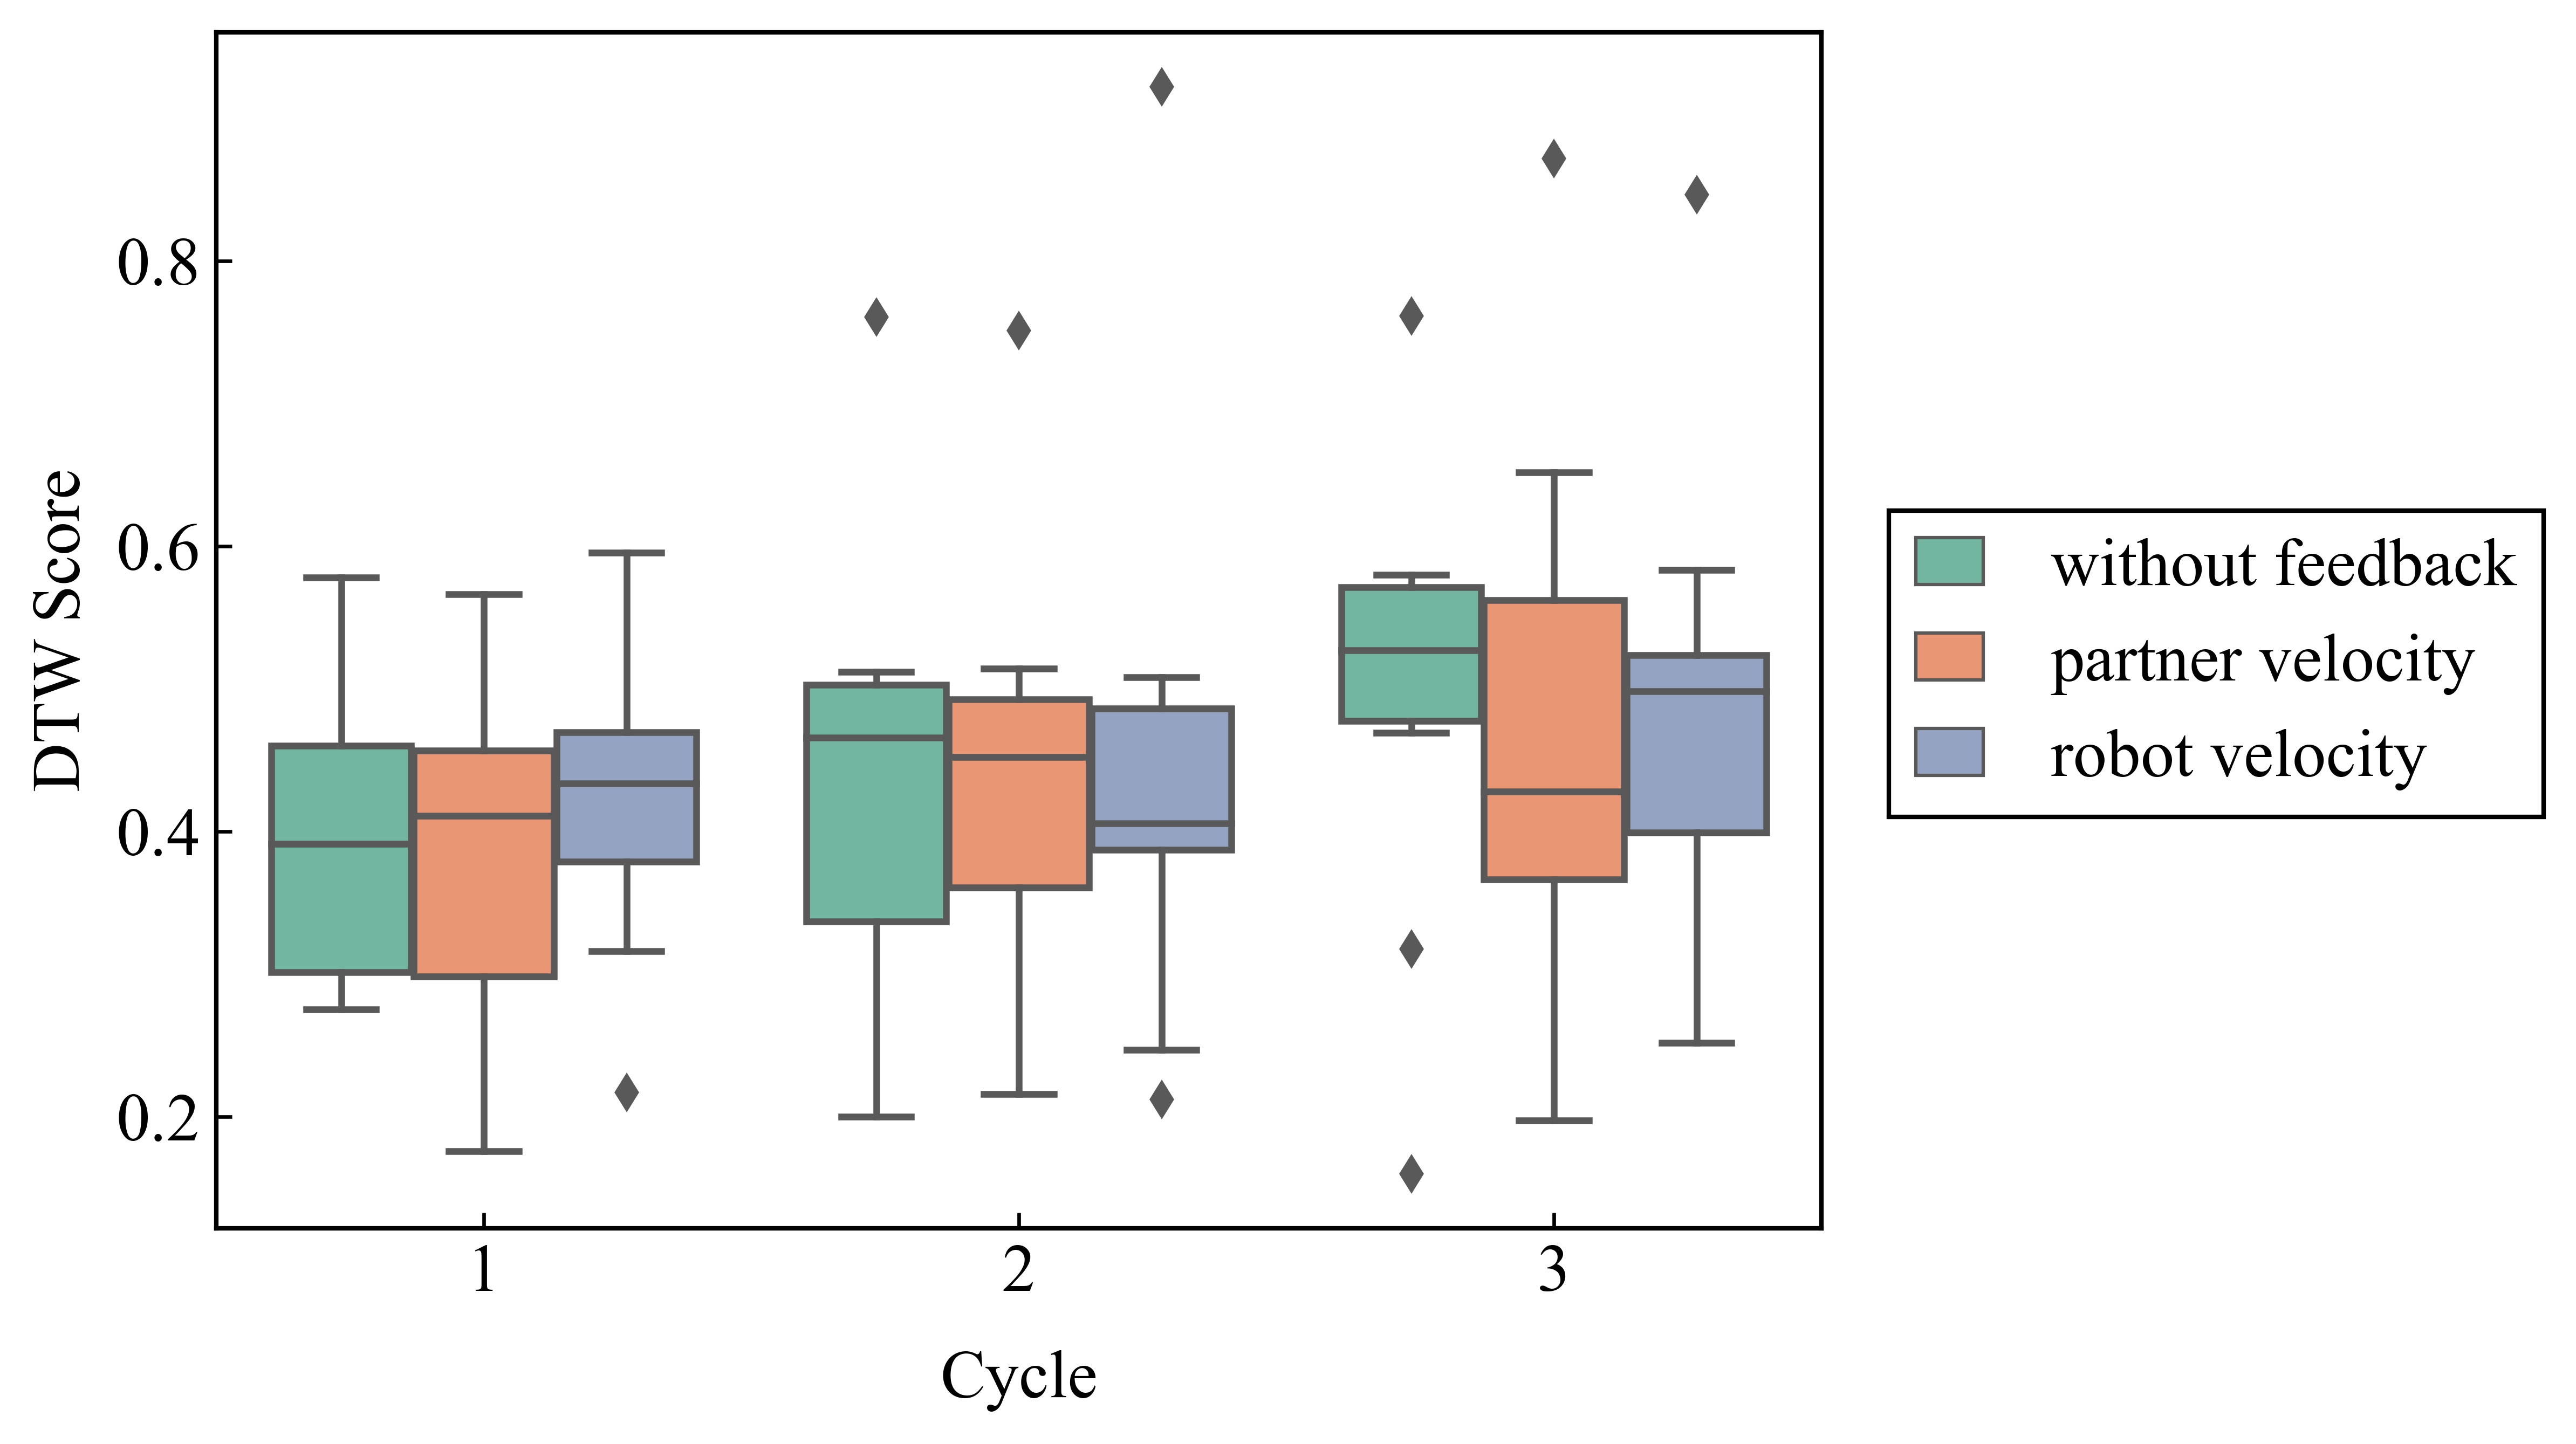 DTW Score
0.8
0.6
0.4
0.2
1 2 3
Cycle
without feedback
partner velocity
robot velocity